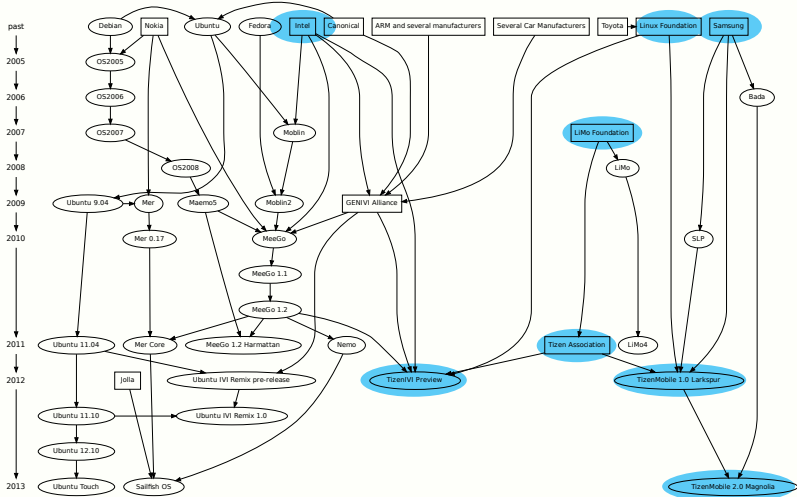 past
Debian
Nokia
Ubuntu
Fedora
Intel
Canonical
ARM and several manufacturers
Several Car Manufacturers
Toyota
Linux Foundation
Samsung
2005
OS2005
2006
OS2006
Bada
2007
OS2007
Moblin
LiMo Foundation
2008
OS2008
LiMo
2009
Ubuntu 9.04
Mer
Maemo5
Moblin2
GENIVI Alliance
2010
Mer 0.17
MeeGo
SLP
MeeGo 1.1
MeeGo 1.2
2011
Ubuntu 11.04
Mer Core
MeeGo 1.2 Harmattan
Nemo
Tizen Association
LiMo4
2012
Jolla
Ubuntu IVI Remix pre-release
TizenIVI Preview
TizenMobile 1.0 Larkspur
Ubuntu 11.10
Ubuntu IVI Remix 1.0
Ubuntu 12.10
2013
Ubuntu Touch
Sailfish OS
TizenMobile 2.0 Magnolia